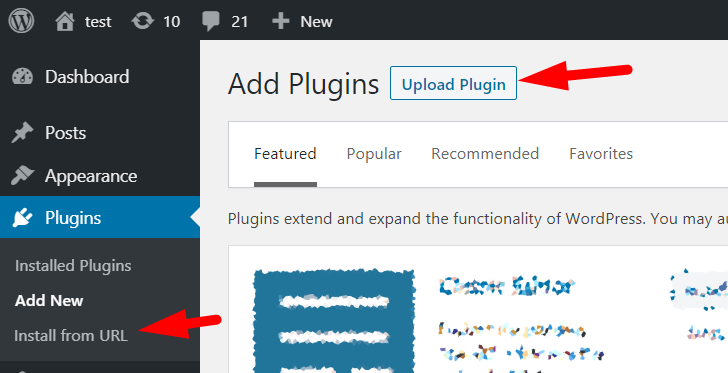 test 10 21 + New
Dashboard
Posts
Appearance
Plugins
Installed Plugins
Add New
Install from URL
Add Plugins Upload Plugin
Featured Popular Recommended Favorites
Plugins extend and expand the functionality of WordPress. You may au